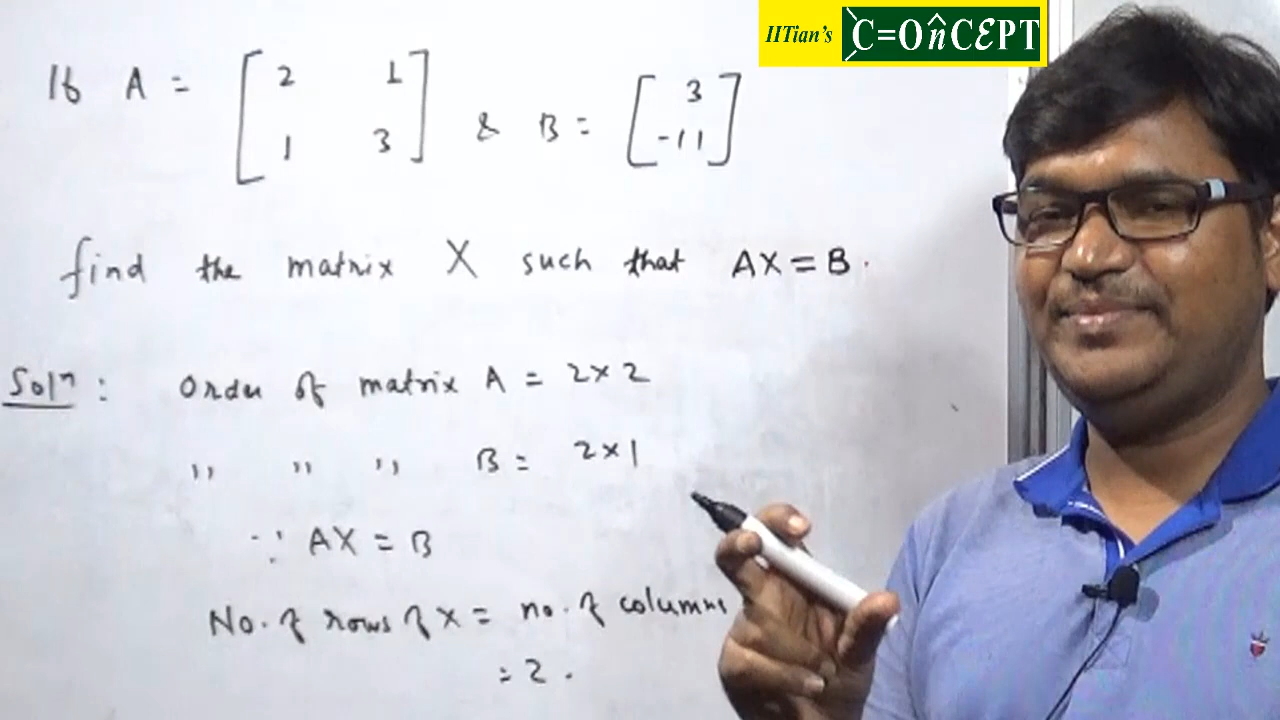 IITian's C=OnCEPT
If A = [ 2 1 & B = [ 3
1 3 ] -11 ]
find the matrix X such that AX = B.
Solⁿ : Order of matrix A = 2×2
,, ,, ,, B = 2×1
∵ AX = B
No. of rows of X = no. of columns
= 2.